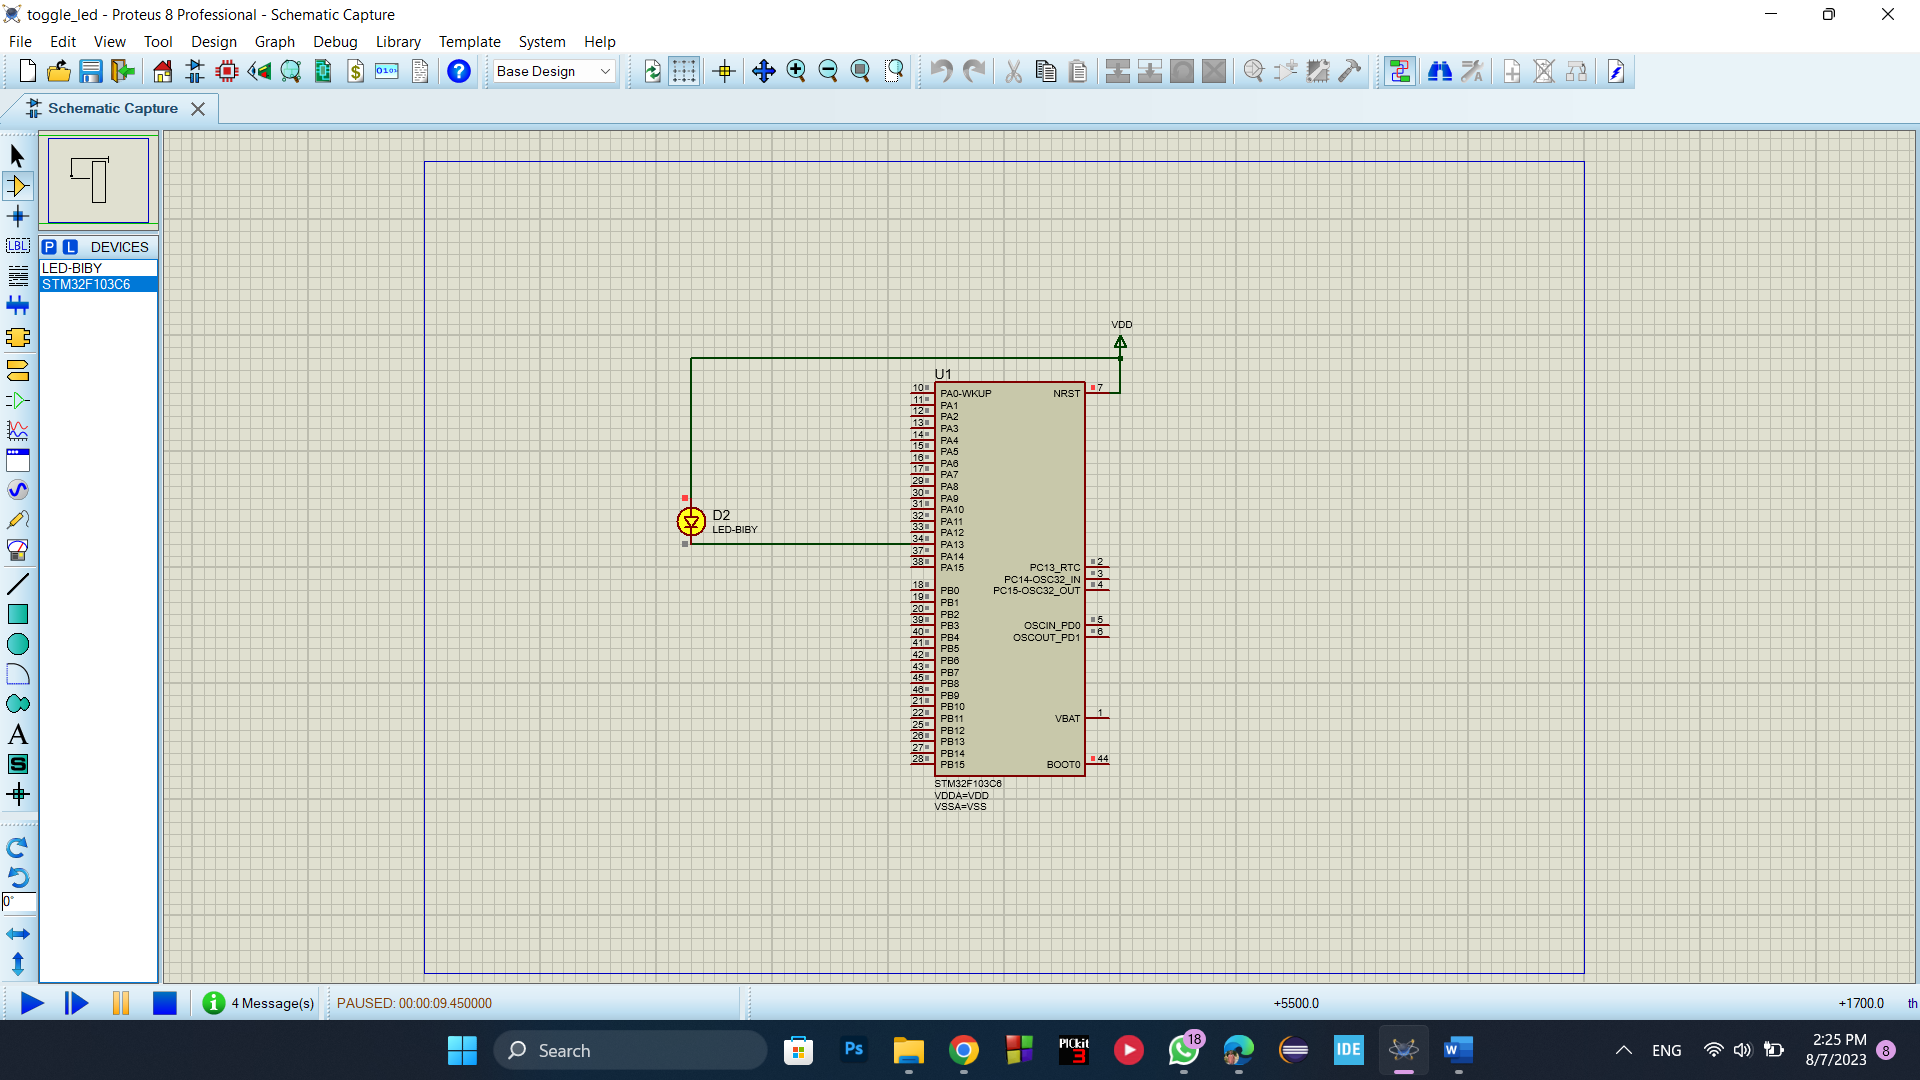 toggle_led - Proteus 8 Professional - Schematic Capture
File Edit View Tool Design Graph Debug Library Template System Help
Base Design
Schematic Capture
P L DEVICES
LED-BIBY
STM32F103C6
LBL
A
S
0°
VDD
U1
10 PA0-WKUP
11 PA1
12 PA2
13 PA3
14 PA4
15 PA5
16 PA6
17 PA7
29 PA8
30 PA9
31 PA10
32 PA11
33 PA12
34 PA13
37 PA14
38 PA15
18 PB0
19 PB1
20 PB2
39 PB3
40 PB4
41 PB5
42 PB6
43 PB7
45 PB8
46 PB9
21 PB10
22 PB11
25 PB12
26 PB13
27 PB14
28 PB15
NRST 7
PC13_RTC 2
PC14-OSC32_IN 3
PC15-OSC32_OUT 4
OSCIN_PD0 5
OSCOUT_PD1 6
VBAT 1
BOOT0 44
STM32F103C6
VDDA=VDD
VSSA=VSS
D2
LED-BIBY
4 Message(s)
PAUSED: 00:00:09.450000
+5500.0
+1700.0
th
Search
Ps
PICkit
3
18
IDE
W
ENG
2:25 PM
8/7/2023
8